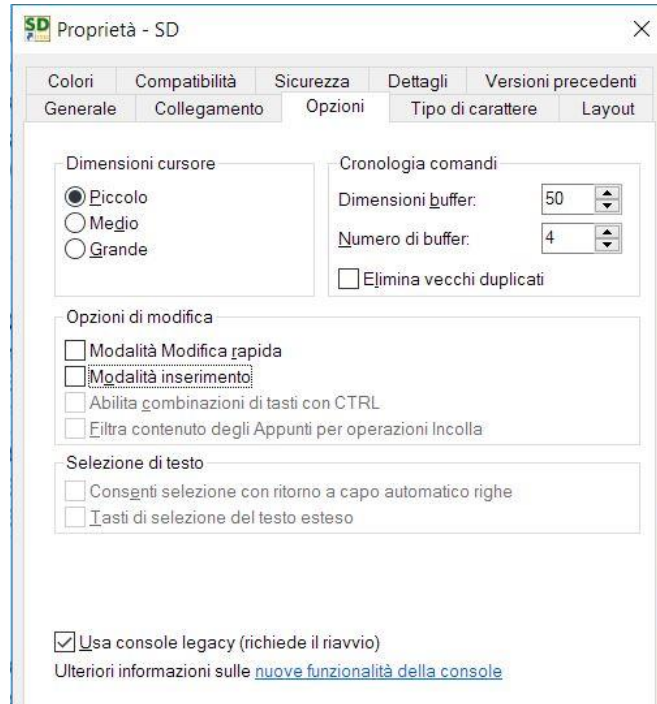 SD Proprietà - SD
Colori Compatibilità Sicurezza Dettagli Versioni precedenti
Generale Collegamento Opzioni Tipo di carattere Layout
Dimensioni cursore
Piccolo
Medio
Grande
Cronologia comandi
Dimensioni buffer: 50
Numero di buffer: 4
Elimina vecchi duplicati
Opzioni di modifica
Modalità Modifica rapida
Modalità inserimento
Abilita combinazioni di tasti con CTRL
Filtra contenuto degli Appunti per operazioni Incolla
Selezione di testo
Consenti selezione con ritorno a capo automatico righe
Tasti di selezione del testo esteso
Usa console legacy (richiede il riavvio)
Ulteriori informazioni sulle nuove funzionalità della console